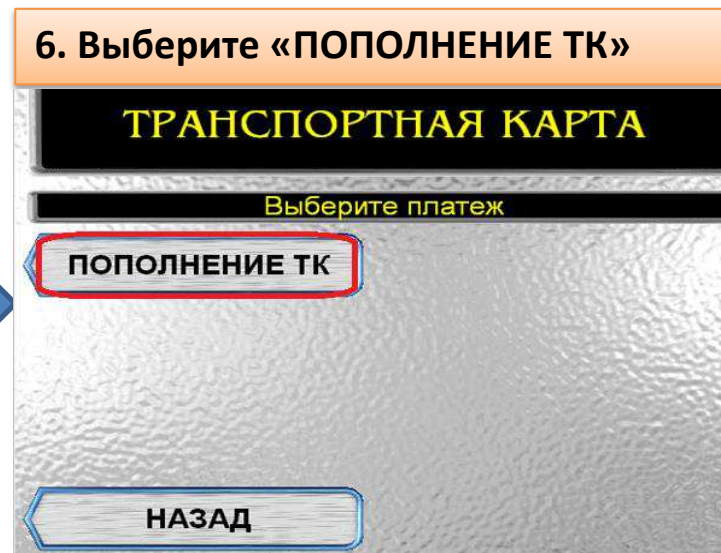 6. Выберите «ПОПОЛНЕНИЕ ТК»
ТРАНСПОРТНАЯ КАРТА
Выберите платеж
ПОПОЛНЕНИЕ ТК
НАЗАД